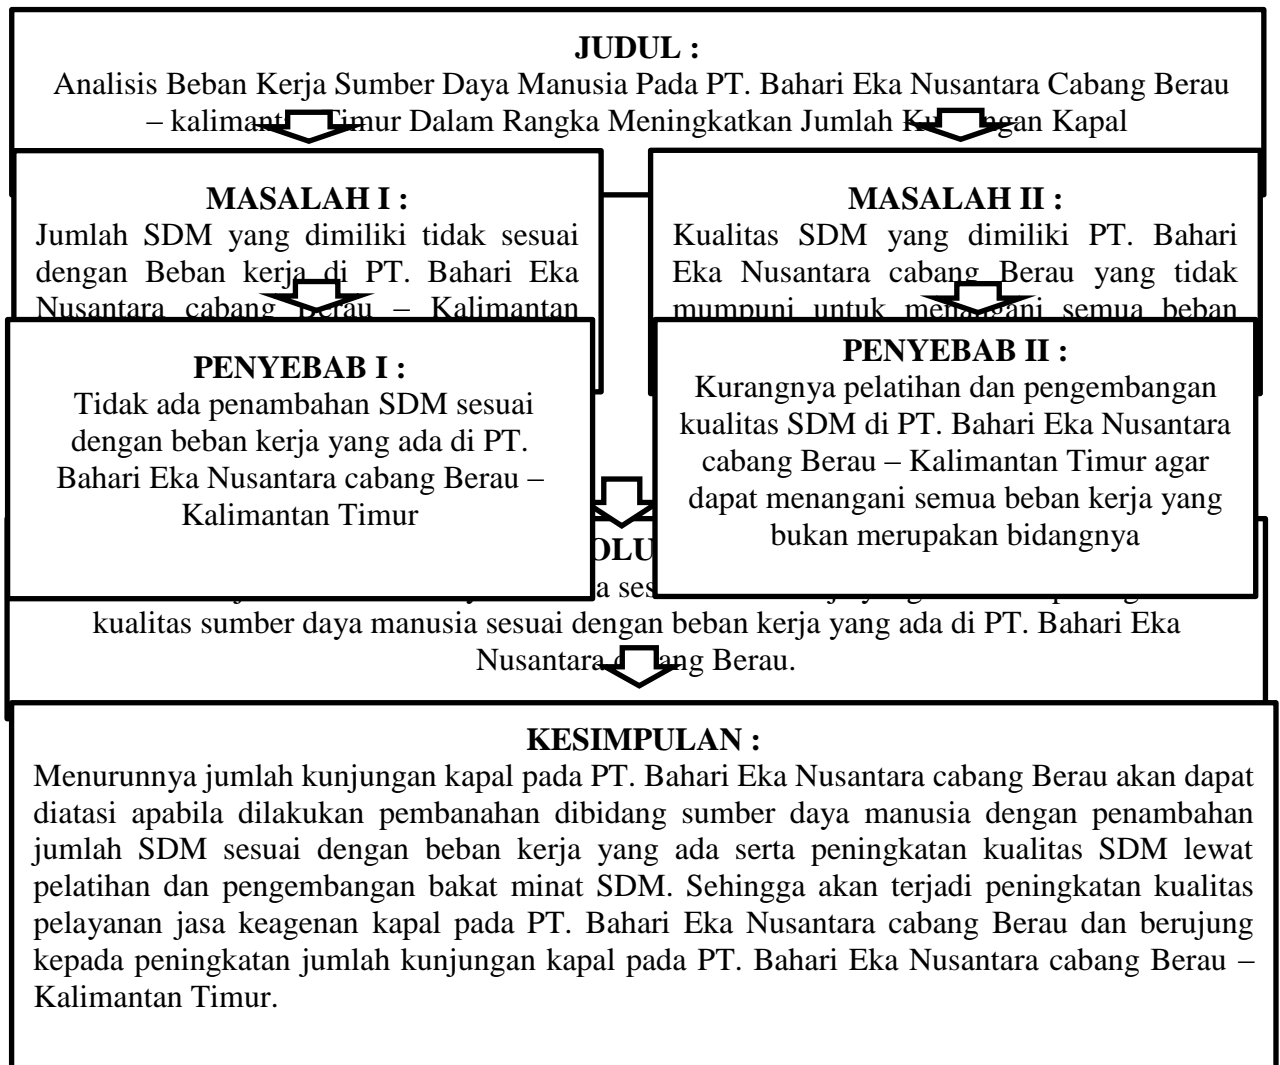 JUDUL :
Analisis Beban Kerja Sumber Daya Manusia Pada PT. Bahari Eka Nusantara Cabang Berau
– kalimantan Timur Dalam Rangka Meningkatkan Jumlah Kunjungan Kapal
MASALAH I :
Jumlah SDM yang dimiliki tidak sesuai
dengan Beban kerja di PT. Bahari Eka
Nusantara cabang Berau – Kalimantan
MASALAH II :
Kualitas SDM yang dimiliki PT. Bahari
Eka Nusantara cabang Berau yang tidak
mumpuni untuk menangani semua beban
PENYEBAB I :
Tidak ada penambahan SDM sesuai
dengan beban kerja yang ada di PT.
Bahari Eka Nusantara cabang Berau –
Kalimantan Timur
PENYEBAB II :
Kurangnya pelatihan dan pengembangan
kualitas SDM di PT. Bahari Eka Nusantara
cabang Berau – Kalimantan Timur agar
dapat menangani semua beban kerja yang
bukan merupakan bidangnya
OLU
a ses
kualitas sumber daya manusia sesuai dengan beban kerja yang ada di PT. Bahari Eka
Nusantara cabang Berau.
KESIMPULAN :
Menurunnya jumlah kunjungan kapal pada PT. Bahari Eka Nusantara cabang Berau akan dapat
diatasi apabila dilakukan pembanahan dibidang sumber daya manusia dengan penambahan
jumlah SDM sesuai dengan beban kerja yang ada serta peningkatan kualitas SDM lewat
pelatihan dan pengembangan bakat minat SDM. Sehingga akan terjadi peningkatan kualitas
pelayanan jasa keagenan kapal pada PT. Bahari Eka Nusantara cabang Berau dan berujung
kepada peningkatan jumlah kunjungan kapal pada PT. Bahari Eka Nusantara cabang Berau –
Kalimantan Timur.